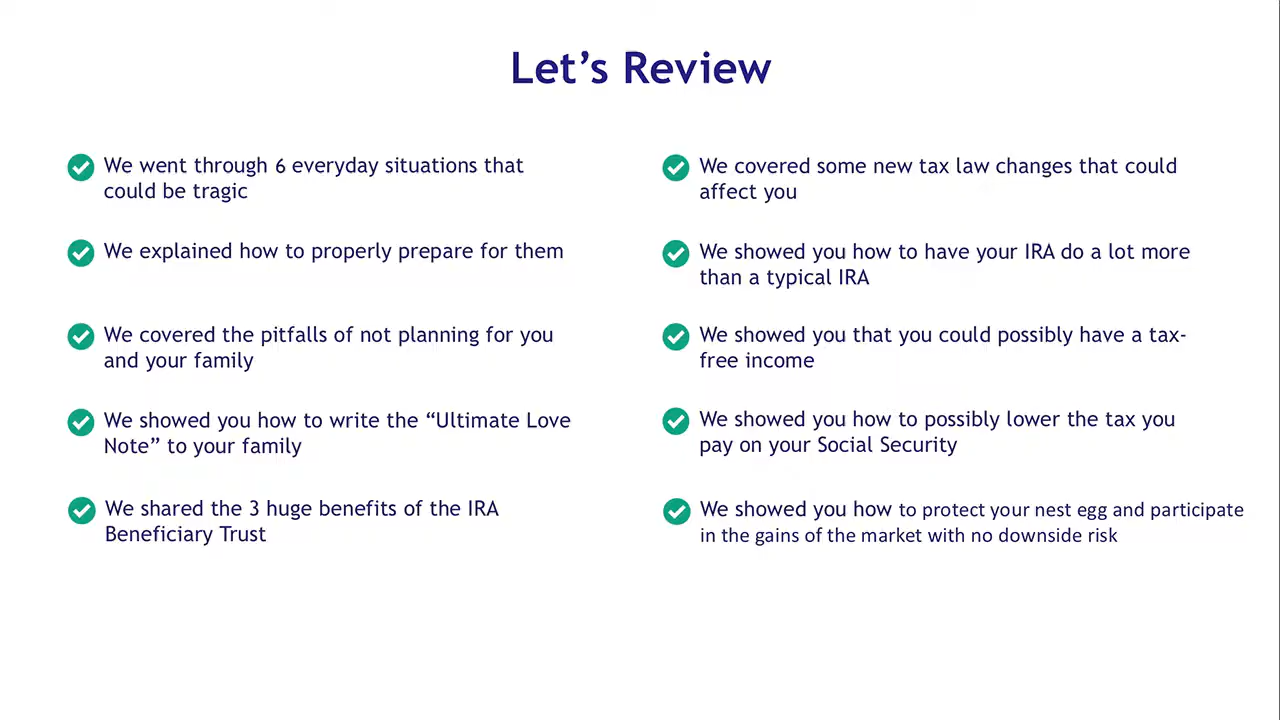 Let’s Review
We went through 6 everyday situations that
could be tragic
We explained how to properly prepare for them
We covered the pitfalls of not planning for you
and your family
We showed you how to write the “Ultimate Love
Note” to your family
We shared the 3 huge benefits of the IRA
Beneficiary Trust
We covered some new tax law changes that could
affect you
We showed you how to have your IRA do a lot more
than a typical IRA
We showed you that you could possibly have a tax-
free income
We showed you how to possibly lower the tax you
pay on your Social Security
We showed you how to protect your nest egg and participate
in the gains of the market with no downside risk